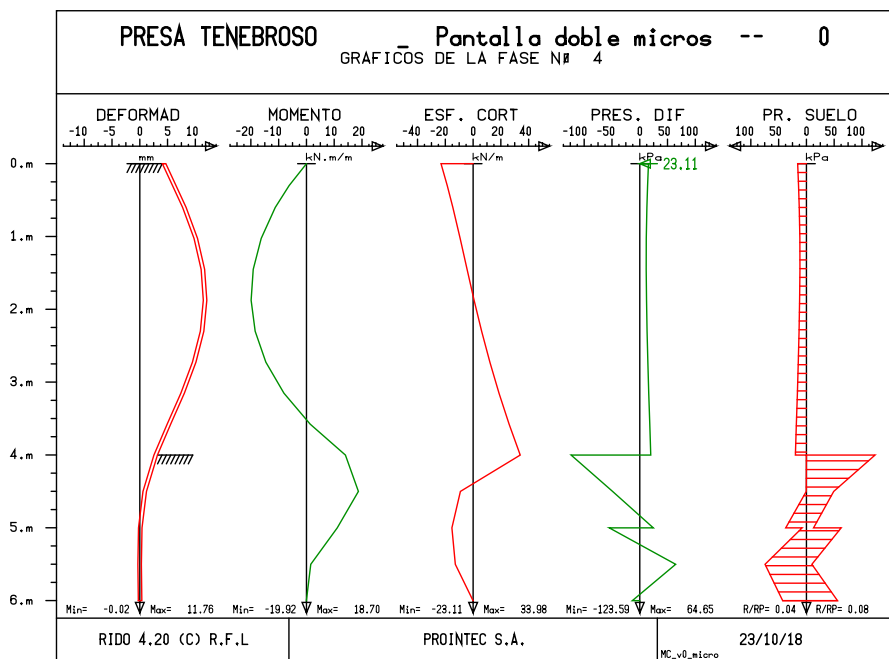 PRESA TENEBROSO _ Pantalla doble micros -- 0
GRAFICOS DE LA FASE Nº 4
DEFORMAD MOMENTO ESF. CORT PRES. DIF PR. SUELO
-10 -5 0 5 10 -20 -10 0 10 20 -40 -20 0 20 40 -100 0 100 100 0 100
mm kN.m/m kN/m kPa kPa
0.m 23.11
1.m
2.m
3.m
4.m
5.m
6.m
Min= -0.02 Max= 11.76 Min= -19.92 Max= 18.70 Min= -23.11 Max= 33.98 Min= -123.59 Max= 64.65 R/RP= 0.04 R/RP= 0.08
RIDO 4.20 (C) R.F.L PROINTEC S.A. 23/10/18
MC_v0_micro